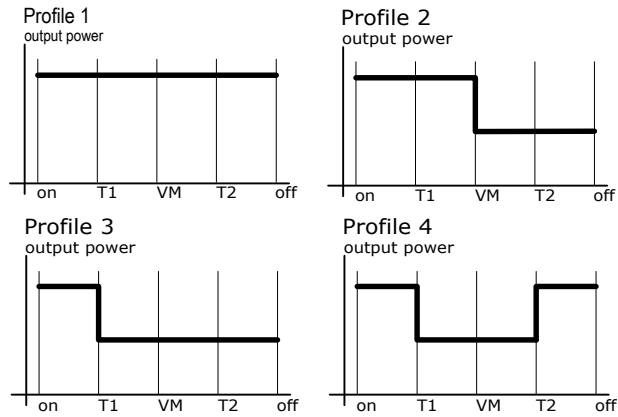 Profile 1
output power
on T1 VM T2 off
Profile 2
output power
on T1 VM T2 off
Profile 3
output power
on T1 VM T2 off
Profile 4
output power
on T1 VM T2 off